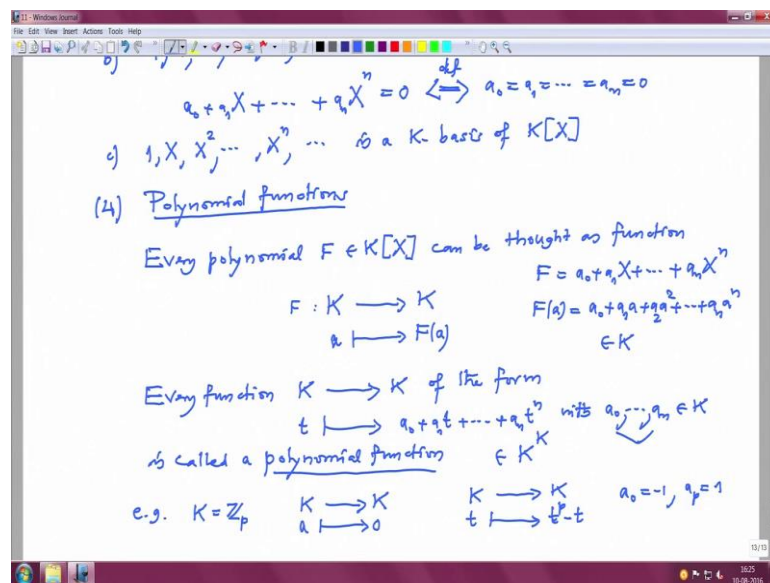 11 - Windows Journal
File Edit View Insert Actions Tools Help
a₀ + a₁X + ⋯ + aₙXⁿ = 0 ⇔ a₀ = a₁ = ⋯ = aₙ = 0
def
c) 1, X, X², ⋯, Xⁿ, ⋯ is a K-basis of K[X]
(4) Polynomial functions
Every polynomial F ∈ K[X] can be thought as function
F = a₀ + a₁X + ⋯ + aₙXⁿ
F : K ⟶ K
F(a) = a₀ + a₁a + a₂a² + ⋯ + aₙaⁿ
a ⟼ F(a)
∈ K
Every function K ⟶ K of the form
t ⟼ a₀ + a₁t + ⋯ + aₙtⁿ with a₀, ⋯, aₙ ∈ K
is called a polynomial function ∈ K^K
e.g. K = ℤₚ K ⟶ K K ⟶ K a₀ = -1, aₚ = 1
a ⟼ 0 t ⟼ tᵖ - t
13/13
16:25
10-08-2016